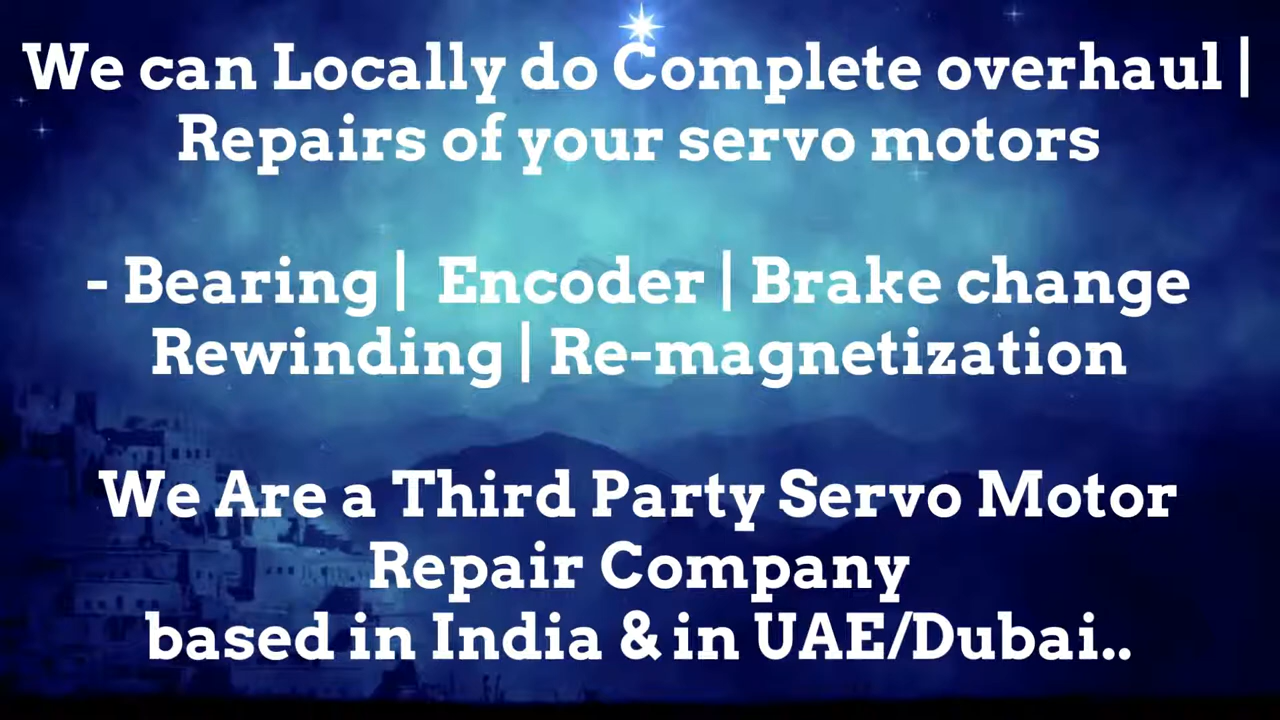 We can Locally do Complete overhaul |
Repairs of your servo motors
- Bearing | Encoder | Brake change
Rewinding | Re-magnetization
We Are a Third Party Servo Motor
Repair Company
based in India & in UAE/Dubai..